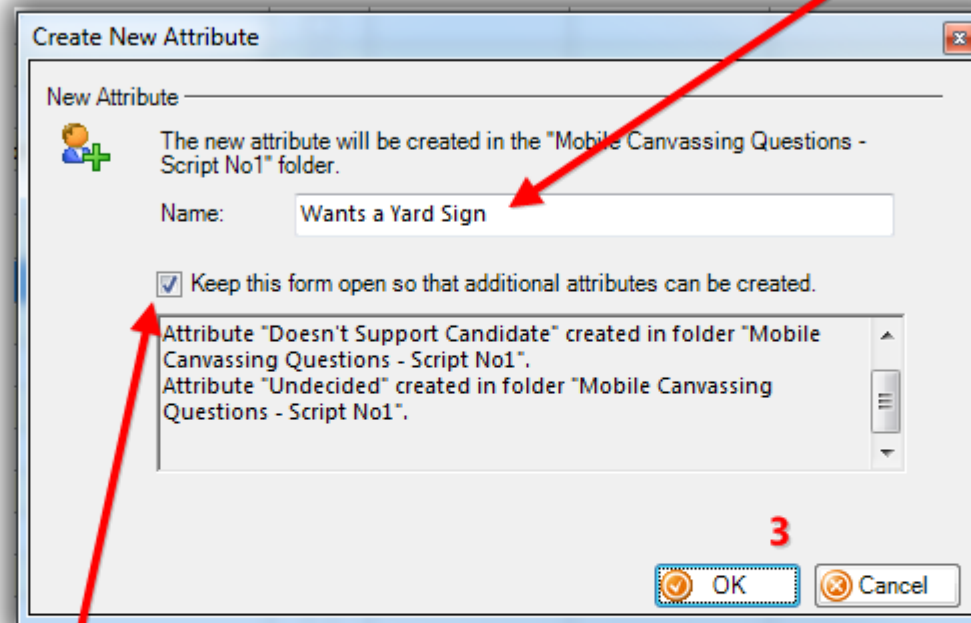 Create New Attribute
New Attribute
The new attribute will be created in the "Mobile Canvassing Questions -
Script No1" folder.
Name: Wants a Yard Sign
Keep this form open so that additional attributes can be created.
Attribute "Doesn't Support Candidate" created in folder "Mobile
Canvassing Questions - Script No1".
Attribute "Undecided" created in folder "Mobile Canvassing
Questions - Script No1".
3
OK Cancel